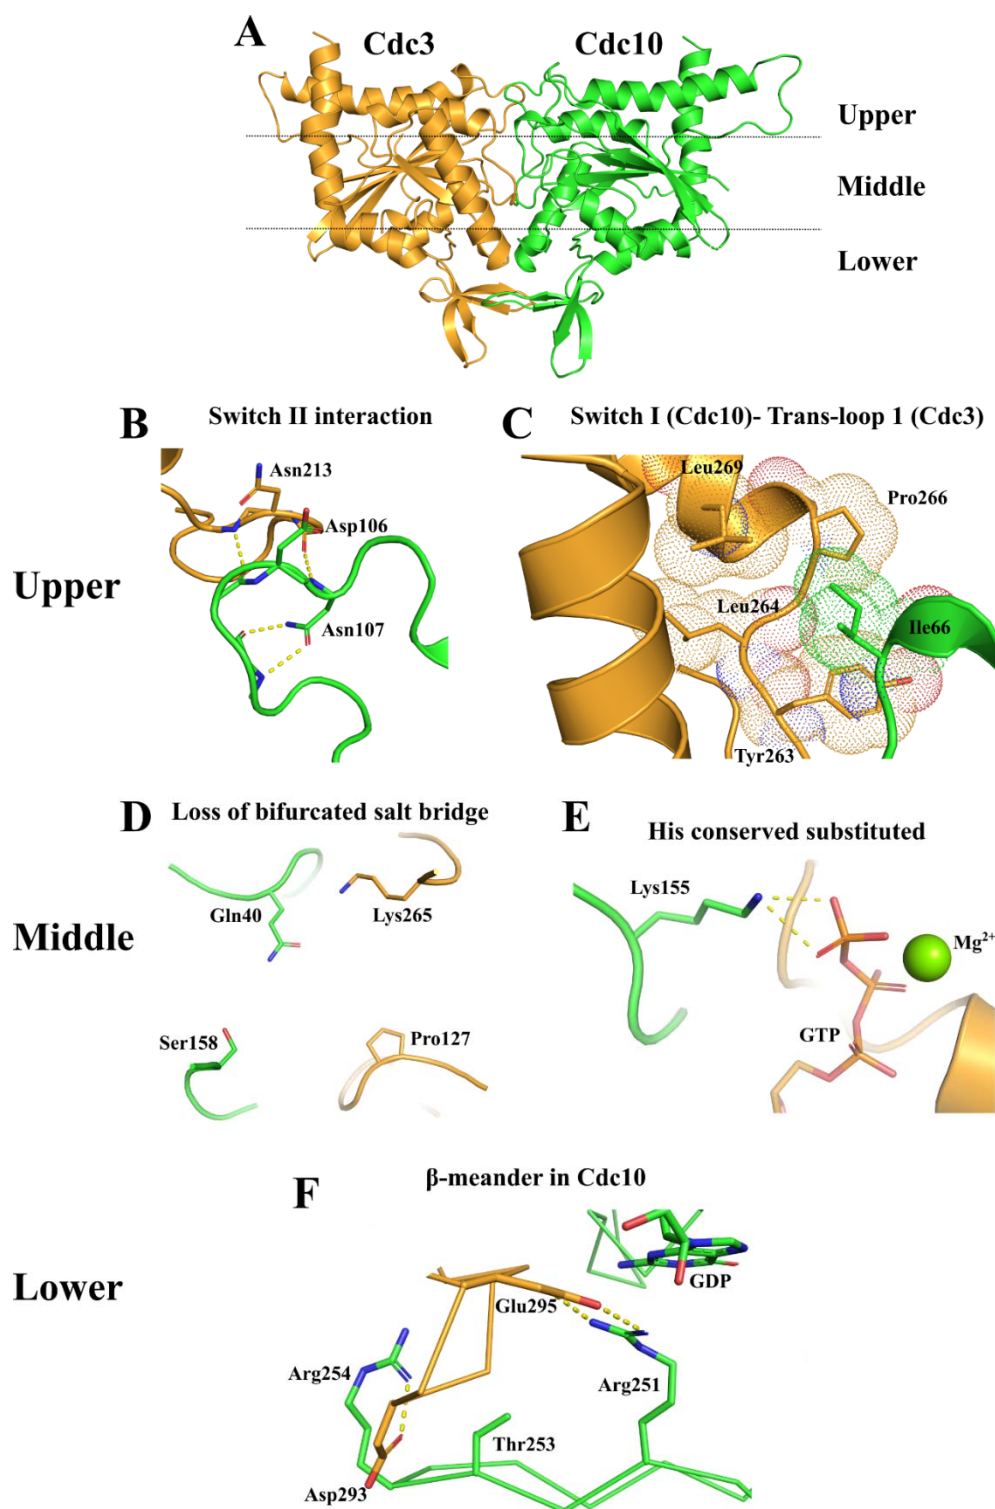 A
Cdc3
Cdc10
Upper
Middle
Lower
B
Switch II interaction
Asn213
Asp106
Asn107
Upper
C
Switch I (Cdc10)- Trans-loop 1 (Cdc3)
Leu269
Pro266
Leu264
Ile66
Tyr263
D
Loss of bifurcated salt bridge
Gln40
Lys265
Middle
Ser158
Pro127
E
His conserved substituted
Lys155
Mg²⁺
GTP
F
β-meander in Cdc10
Lower
GDP
Glu295
Arg254
Arg251
Thr253
Asp293